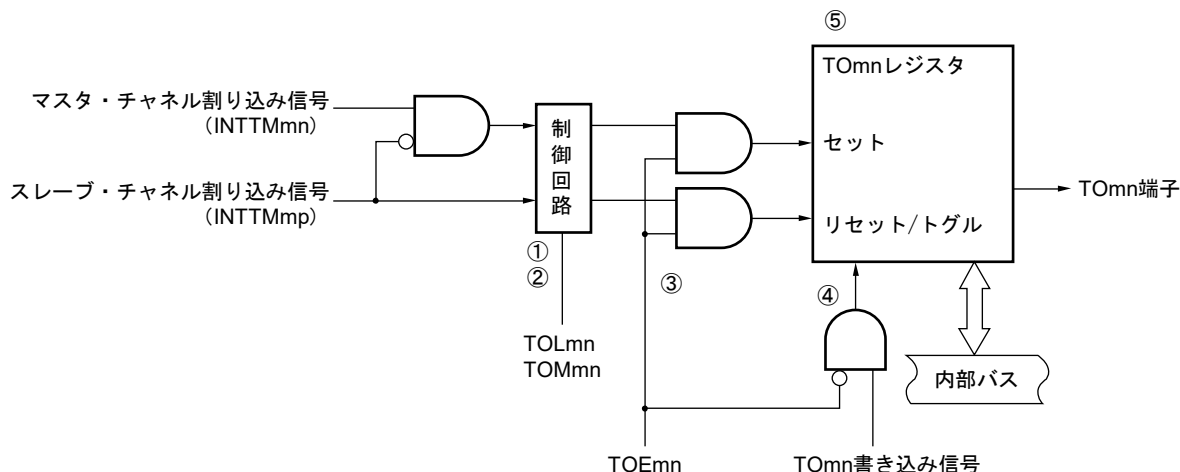 ⑤
TOmnレジスタ
マスタ・チャネル割り込み信号
（INTTMmn）
制御回路
セット
スレーブ・チャネル割り込み信号
（INTTMmp）
TOmn端子
リセット/トグル
①
②
③
④
TOLmn
TOMmn
内部バス
TOEmn
TOmn書き込み信号